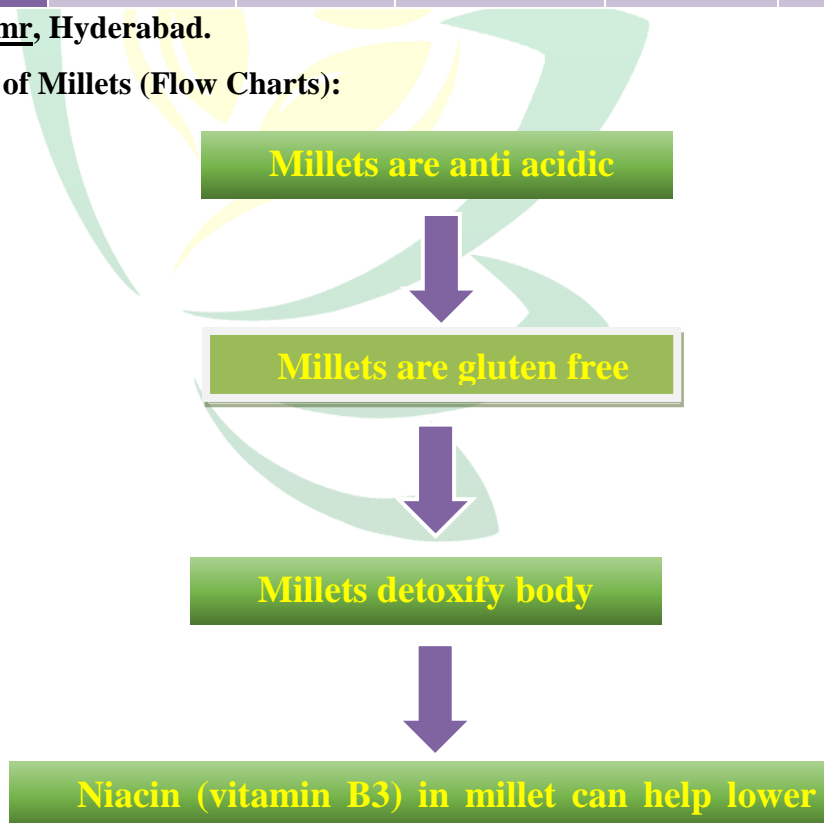 mr, Hyderabad.
of Millets (Flow Charts):
Millets are anti acidic
Millets are gluten free
Millets detoxify body
Niacin (vitamin B3) in millet can help lower